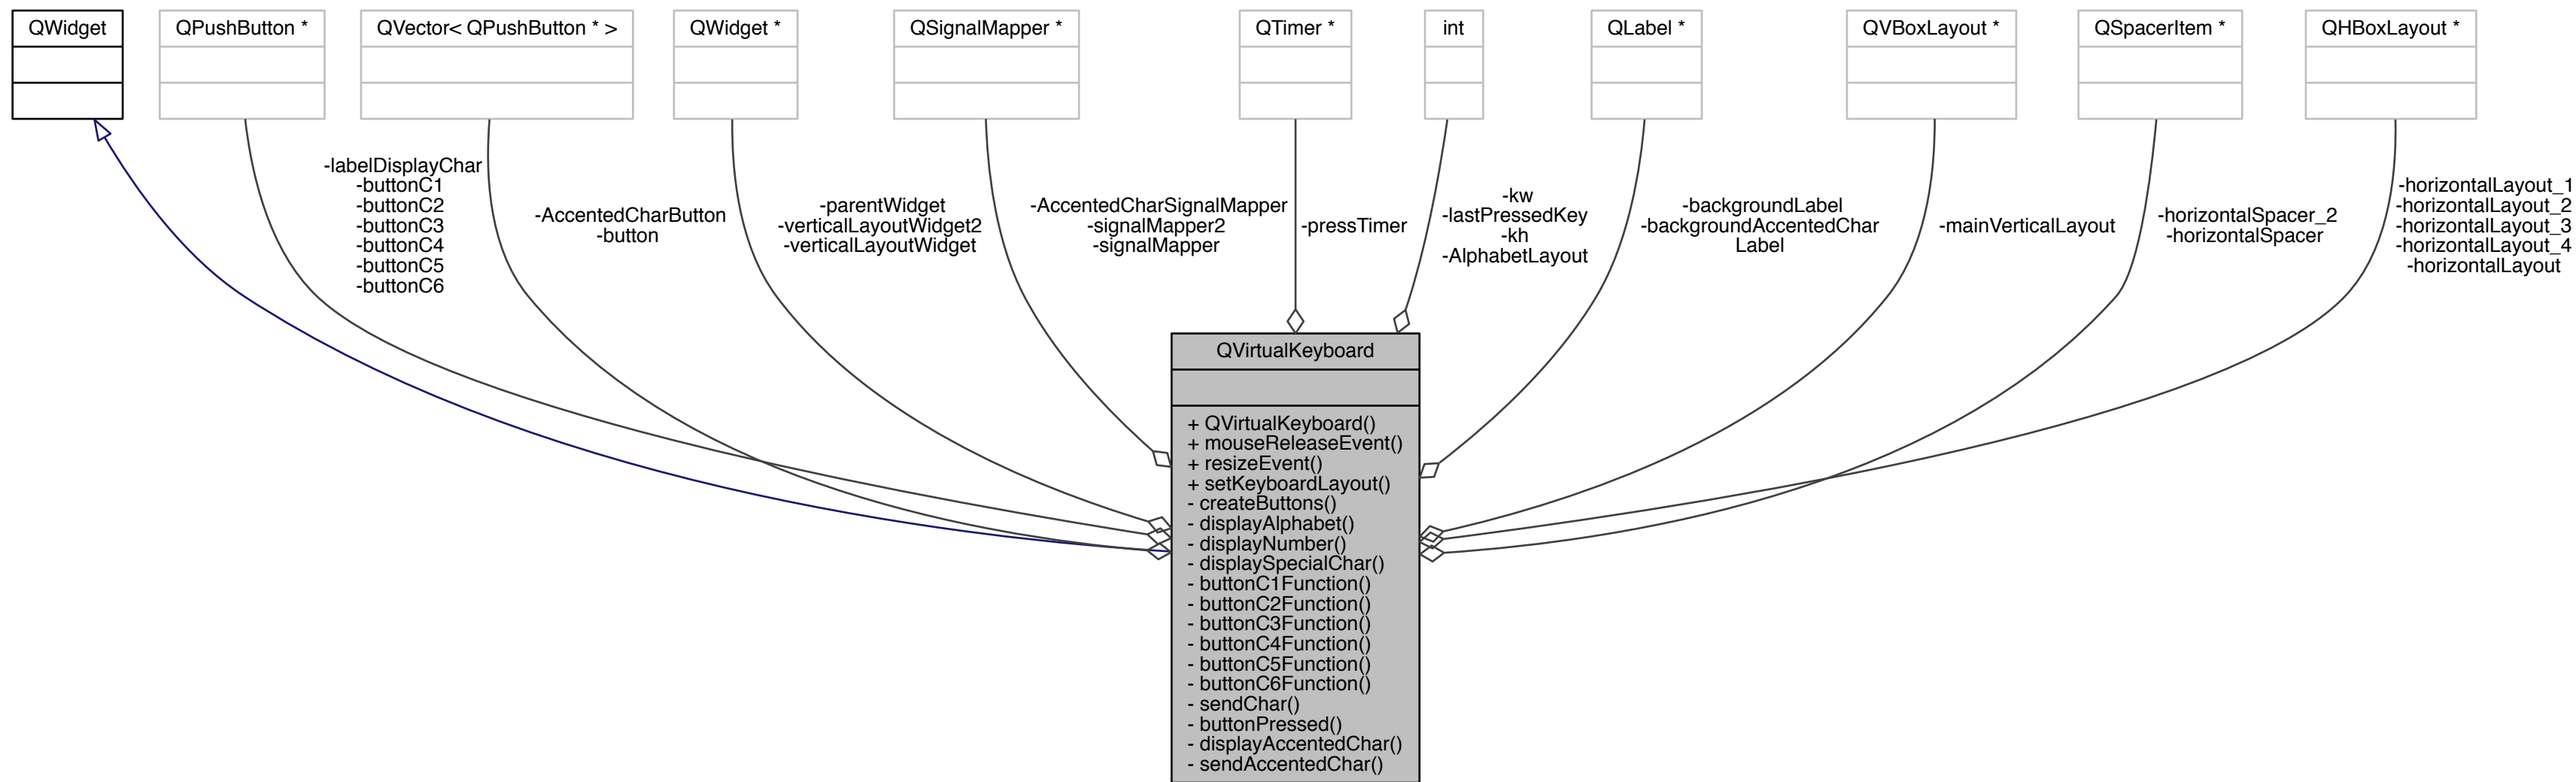 QWidget
QPushButton *
QVector< QPushButton * >
QWidget *
QSignalMapper *
QTimer *
int
QLabel *
QVBoxLayout *
QSpacerItem *
QHBoxLayout *
-labelDisplayChar
-buttonC1
-buttonC2
-buttonC3
-buttonC4
-buttonC5
-buttonC6
-AccentedCharButton
-button
-parentWidget
-verticalLayoutWidget2
-verticalLayoutWidget
-AccentedCharSignalMapper
-signalMapper2
-signalMapper
-pressTimer
-kw
-lastPressedKey
-kh
-AlphabetLayout
-backgroundLabel
-backgroundAccentedChar
Label
-mainVerticalLayout
-horizontalSpacer_2
-horizontalSpacer
-horizontalLayout_1
-horizontalLayout_2
-horizontalLayout_3
-horizontalLayout_4
-horizontalLayout
QVirtualKeyboard
+ QVirtualKeyboard()
+ mouseReleaseEvent()
+ resizeEvent()
+ setKeyboardLayout()
- createButtons()
- displayAlphabet()
- displayNumber()
- displaySpecialChar()
- buttonC1Function()
- buttonC2Function()
- buttonC3Function()
- buttonC4Function()
- buttonC5Function()
- buttonC6Function()
- sendChar()
- buttonPressed()
- displayAccentedChar()
- sendAccentedChar()